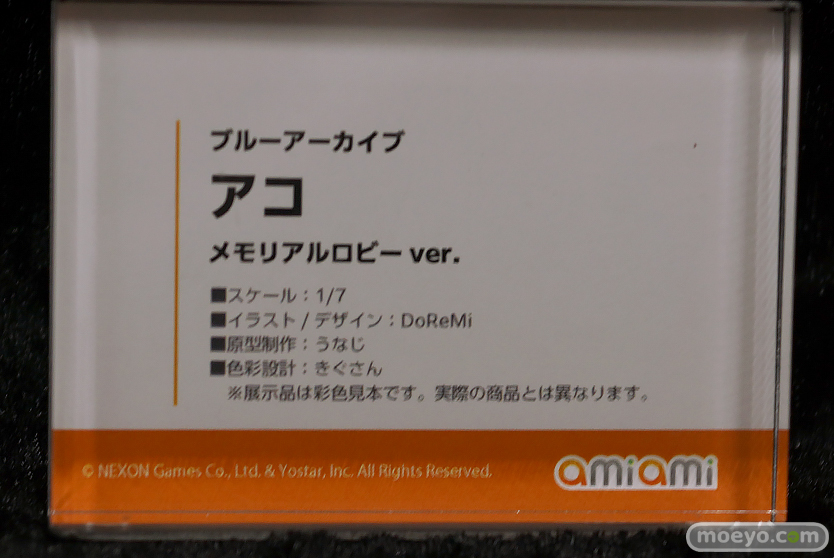 ブルーアーカイブ
アコ
メモリアルロビー ver.
■スケール：1/7
■イラスト / デザイン：DoReMi
■原型制作：うなじ
■色彩設計：きぐさん
※展示品は彩色見本です。実際の商品とは異なります。
© NEXON Games Co., Ltd. & Yostar, Inc. All Rights Reserved.
amiami
moeyo.com